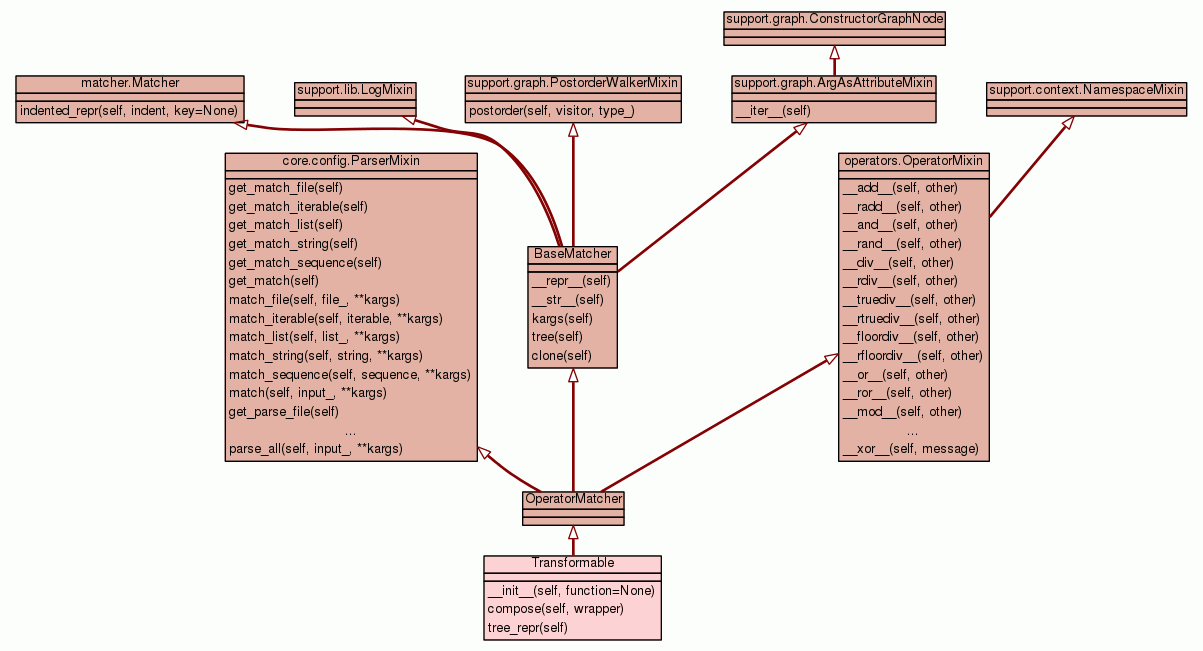 support.graph.ConstructorGraphNode
matcher.Matcher
indented_repr(self, indent, key=None)
support.lib.LogMixin
support.graph.PostorderWalkerMixin
postorder(self, visitor, type_)
support.graph.ArgAsAttributeMixin
__iter__(self)
support.context.NamespaceMixin
core.config.ParserMixin
get_match_file(self)
get_match_iterable(self)
get_match_list(self)
get_match_string(self)
get_match_sequence(self)
get_match(self)
match_file(self, file_, **kargs)
match_iterable(self, iterable, **kargs)
match_list(self, list_, **kargs)
match_string(self, string, **kargs)
match_sequence(self, sequence, **kargs)
match(self, input_, **kargs)
get_parse_file(self)
...
parse_all(self, input_, **kargs)
BaseMatcher
__repr__(self)
__str__(self)
kargs(self)
tree(self)
clone(self)
operators.OperatorMixin
__add__(self, other)
__radd__(self, other)
__and__(self, other)
__rand__(self, other)
__div__(self, other)
__rdiv__(self, other)
__truediv__(self, other)
__rtruediv__(self, other)
__floordiv__(self, other)
__rfloordiv__(self, other)
__or__(self, other)
__ror__(self, other)
__mod__(self, other)
...
__xor__(self, message)
OperatorMatcher
Transformable
__init__(self, function=None)
compose(self, wrapper)
tree_repr(self)